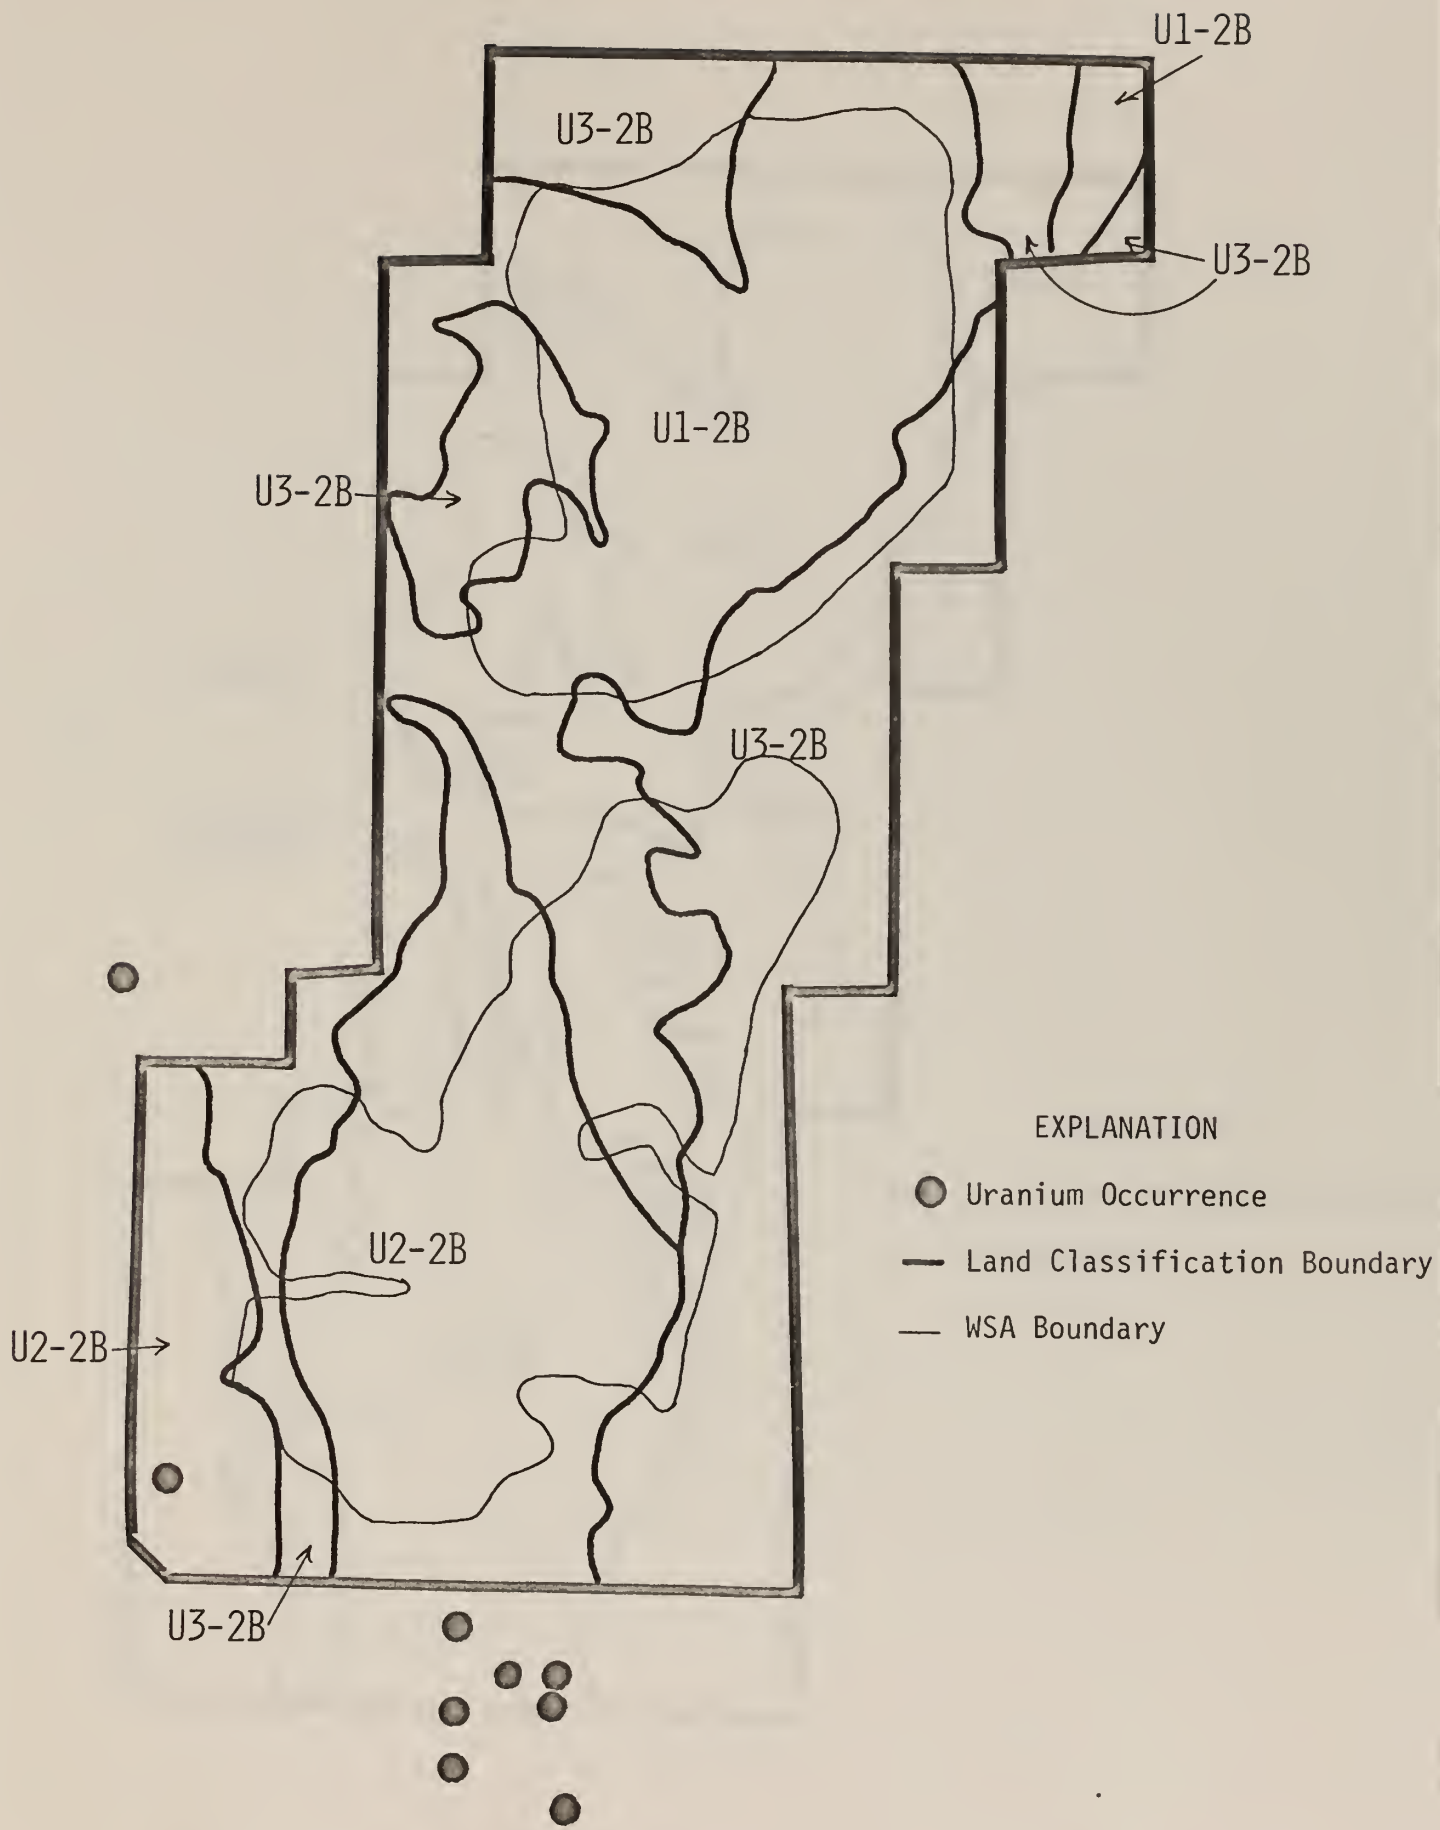 U1-2B
U3-2B
U3-2B
U1-2B
U3-2B
U3-2B
EXPLANATION
Uranium Occurrence
U2-2B
Land Classification Boundary
WSA Boundary
U2-2B
U3-2B